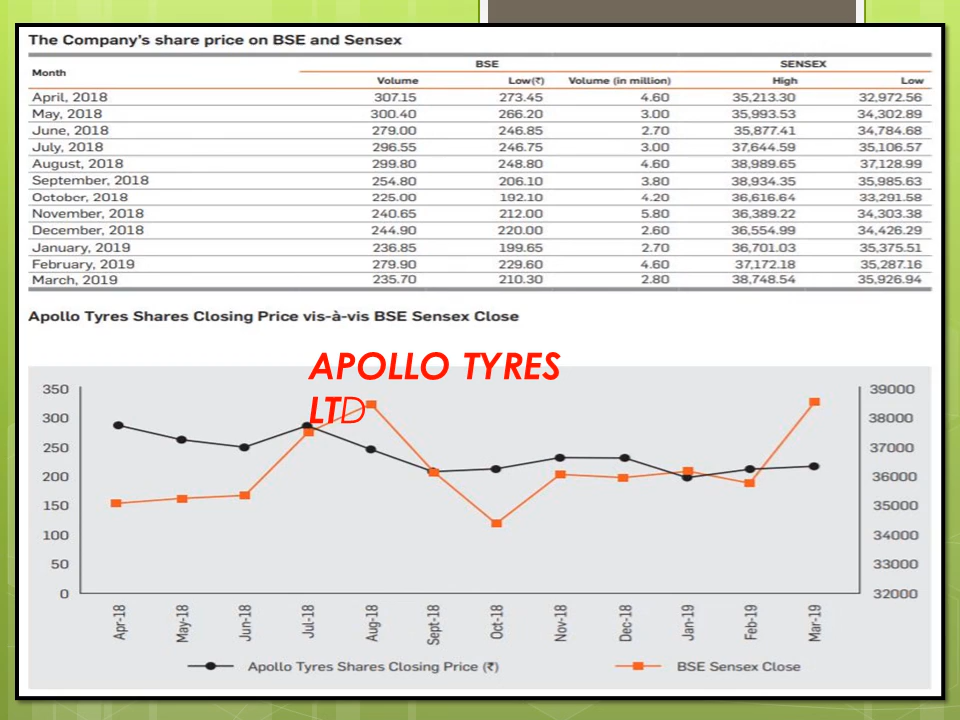 The Company's share price on BSE and Sensex
Month BSE SENSEX
Volume Low(₹) Volume (in million) High Low
April, 2018 307.15 273.45 4.60 35,213.30 32,972.56
May, 2018 300.40 266.20 3.00 35,993.53 34,302.89
June, 2018 279.00 246.85 2.70 35,877.41 34,784.68
July, 2018 296.55 246.75 3.00 37,644.59 35,106.57
August, 2018 299.80 248.80 4.60 38,989.65 37,128.99
September, 2018 254.80 206.10 3.80 38,934.35 35,985.63
October, 2018 225.00 192.10 4.20 36,616.64 33,291.58
November, 2018 240.65 212.00 5.80 36,389.22 34,303.38
December, 2018 244.90 220.00 2.60 36,554.99 34,426.29
January, 2019 236.85 199.65 2.70 36,701.03 35,375.51
February, 2019 279.90 229.60 4.60 37,172.18 35,287.16
March, 2019 235.70 210.30 2.80 38,748.54 35,926.94
Apollo Tyres Shares Closing Price vis-à-vis BSE Sensex Close
APOLLO TYRES
LTD
350 39000
300 38000
250 37000
200 36000
150 35000
100 34000
50 33000
0 32000
Apr-18 May-18 Jun-18 Jul-18 Aug-18 Sept-18 Oct-18 Nov-18 Dec-18 Jan-19 Feb-19 Mar-19
Apollo Tyres Shares Closing Price (₹) BSE Sensex Close